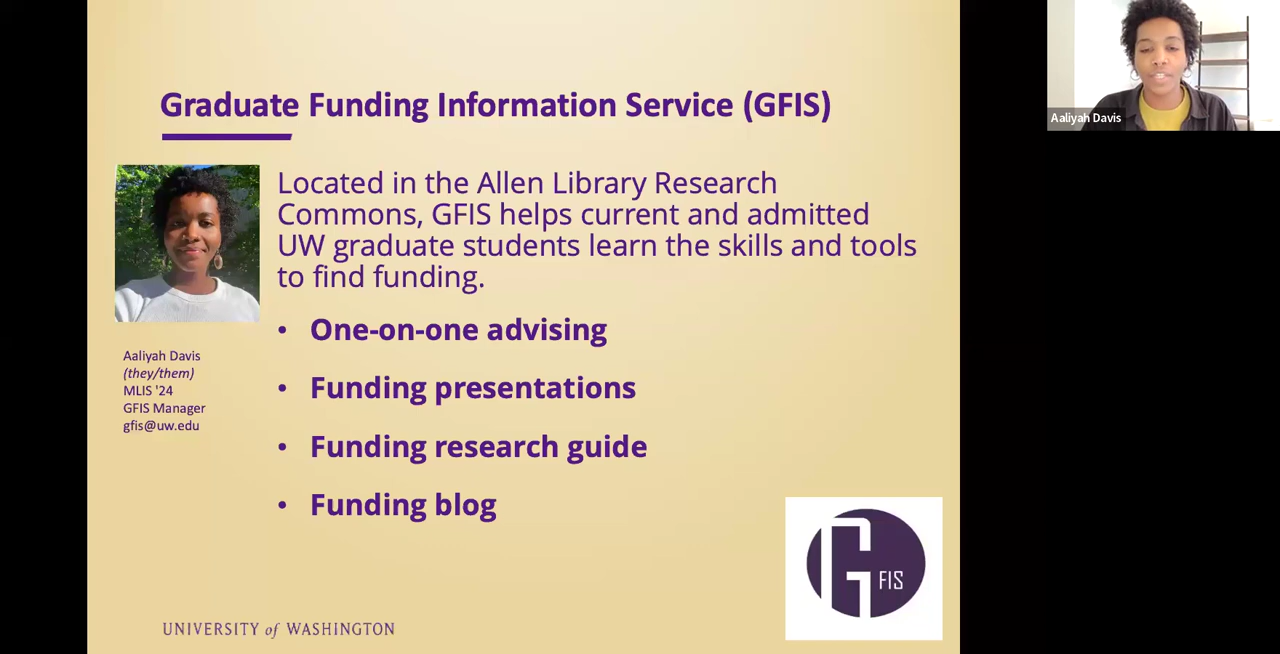 Graduate Funding Information Service (GFIS)
Aaliyah Davis
Located in the Allen Library Research
Commons, GFIS helps current and admitted
UW graduate students learn the skills and tools
to find funding.
• One-on-one advising
• Funding presentations
• Funding research guide
• Funding blog
Aaliyah Davis
(they/them)
MLIS '24
GFIS Manager
gfis@uw.edu
GFIS
UNIVERSITY of WASHINGTON